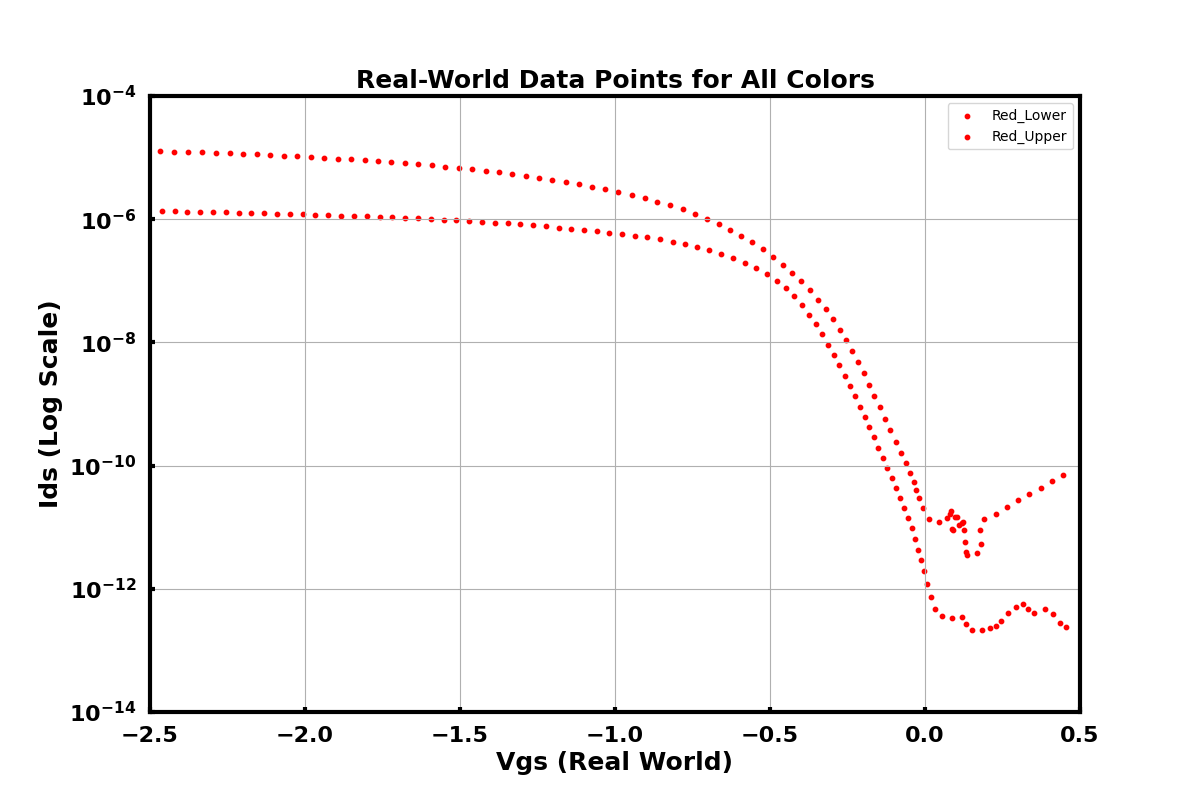 Real-World Data Points for All Colors
Red_Lower
Red_Upper
10⁻⁴
10⁻⁶
10⁻⁸
10⁻¹⁰
10⁻¹²
10⁻¹⁴
Ids (Log Scale)
−2.5 −2.0 −1.5 −1.0 −0.5 0.0 0.5
Vgs (Real World)